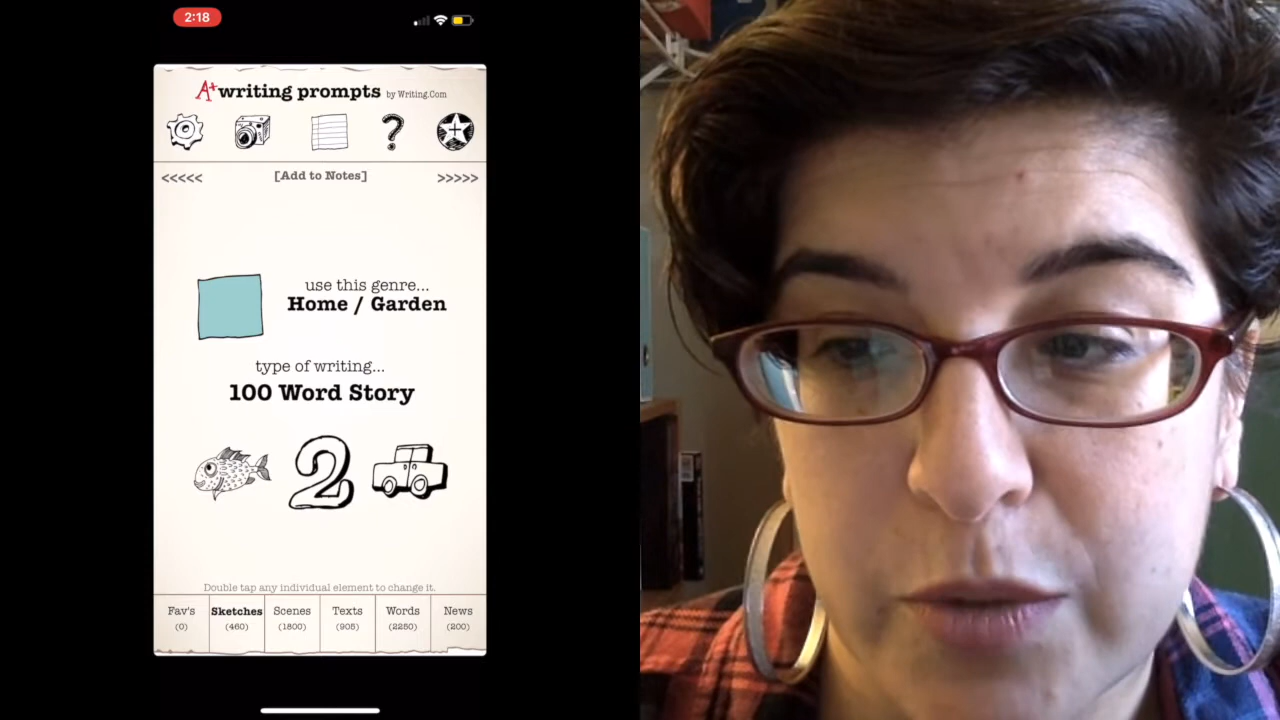 2:18
A+ writing prompts by Writing.Com
?
<<<<< [Add to Notes] >>>>>
use this genre...
Home / Garden
type of writing...
100 Word Story
2
Double tap any individual element to change it.
Fav's Sketches Scenes Texts Words News
(0) (460) (1800) (905) (2250) (200)